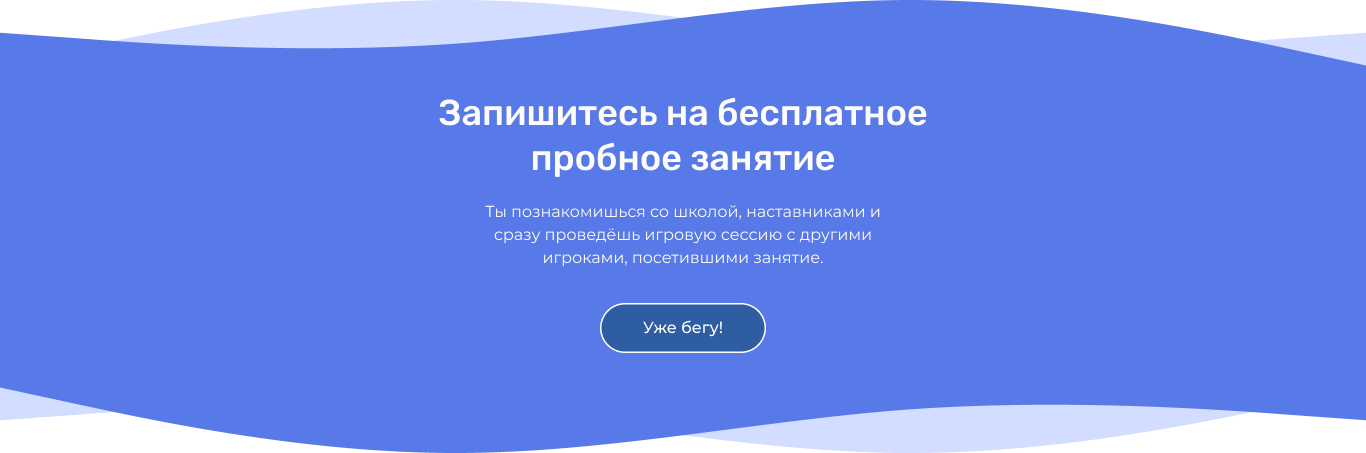 Запишитесь на бесплатное
пробное занятие
Ты познакомишься со школой, наставниками и
сразу проведёшь игровую сессию с другими
игроками, посетившими занятие.
Уже бегу!